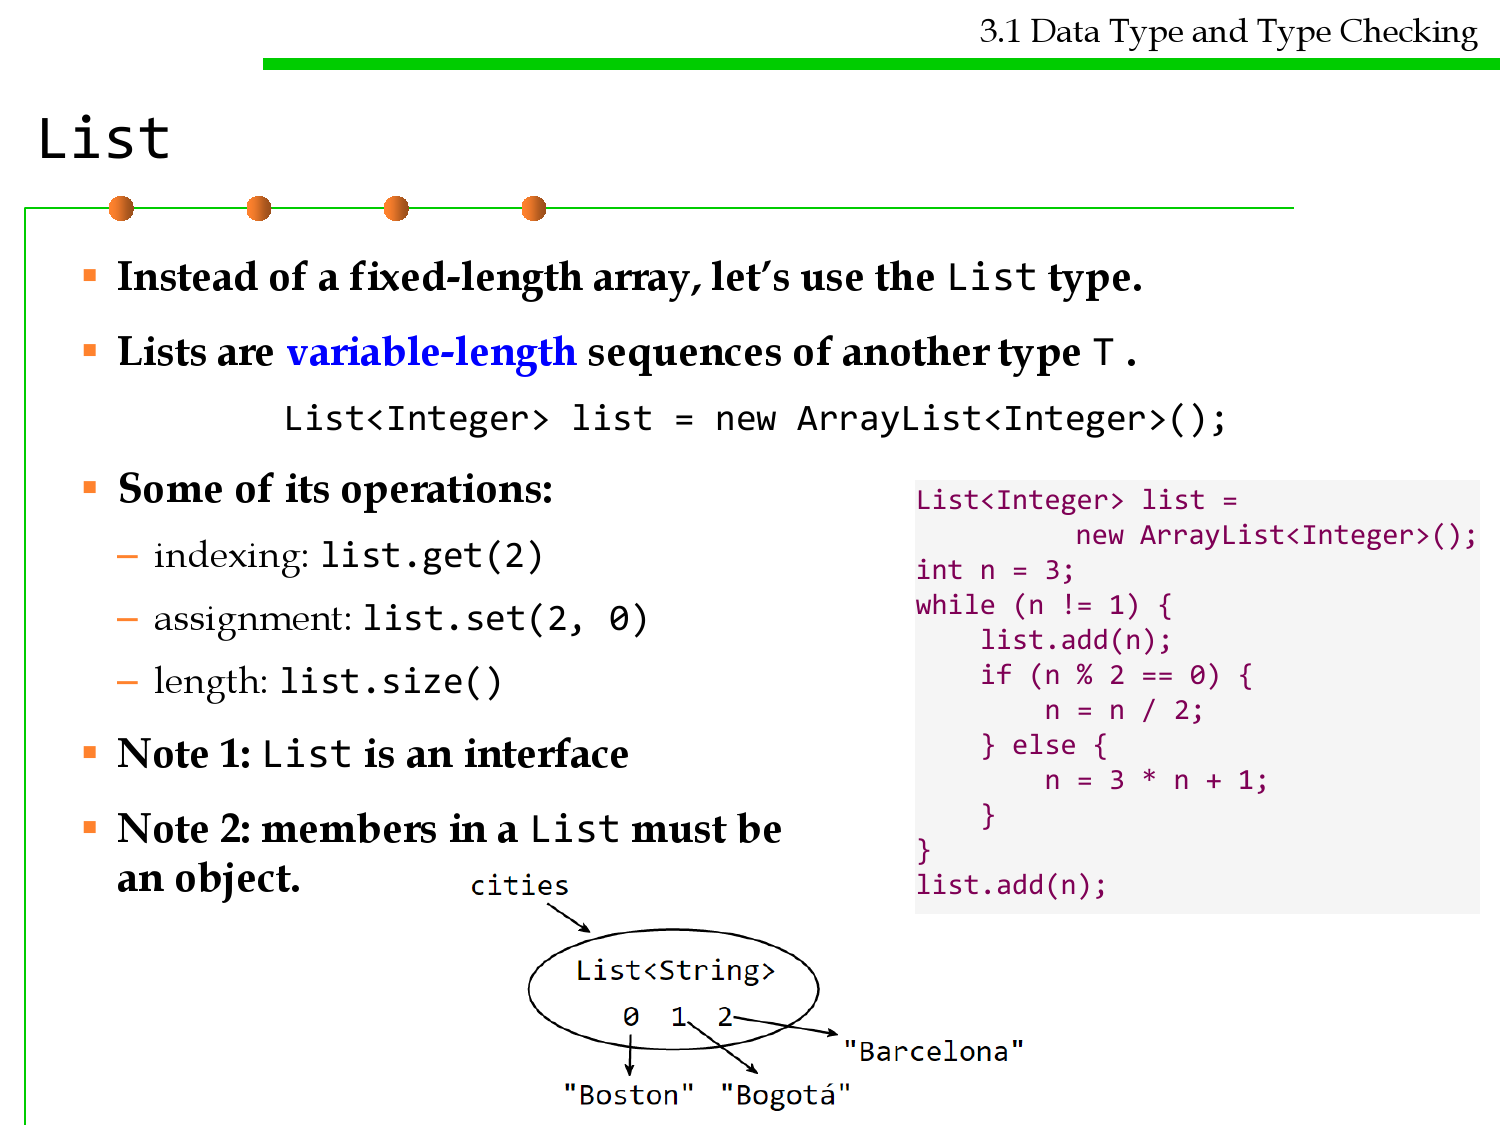 3.1 Data Type and Type Checking
List
▪ Instead of a fixed-length array, let’s use the List type.
▪ Lists are variable-length sequences of another type T .
List<Integer> list = new ArrayList<Integer>();
▪ Some of its operations:
– indexing: list.get(2)
– assignment: list.set(2, 0)
– length: list.size()
▪ Note 1: List is an interface
▪ Note 2: members in a List must be
an object.
List<Integer> list =
new ArrayList<Integer>();
int n = 3;
while (n != 1) {
    list.add(n);
    if (n % 2 == 0) {
        n = n / 2;
    } else {
        n = 3 * n + 1;
    }
}
list.add(n);
cities
List<String>
0 1 2
"Barcelona"
"Boston" "Bogotá"